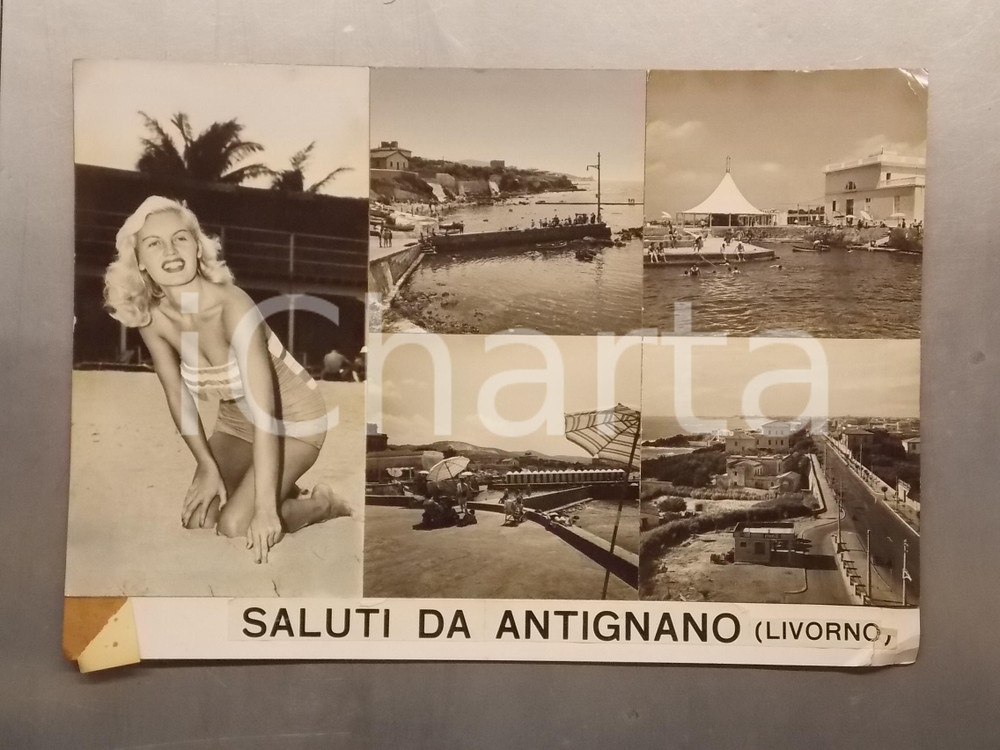 iCharta
SALUTI DA ANTIGNANO (LIVORNO,